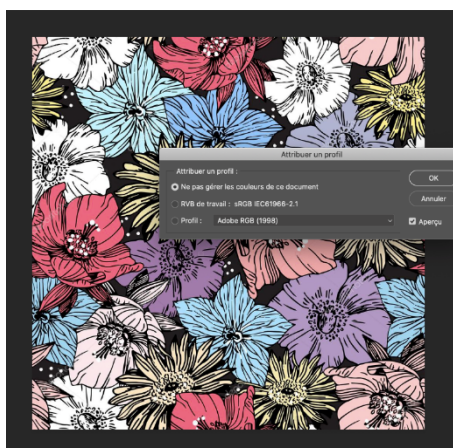 Attribuer un profil
Attribuer un profil :
Ne pas gérer les couleurs de ce document
RVB de travail : sRGB IEC61966-2.1
Profil : Adobe RGB (1998)
OK
Annuler
Aperçu